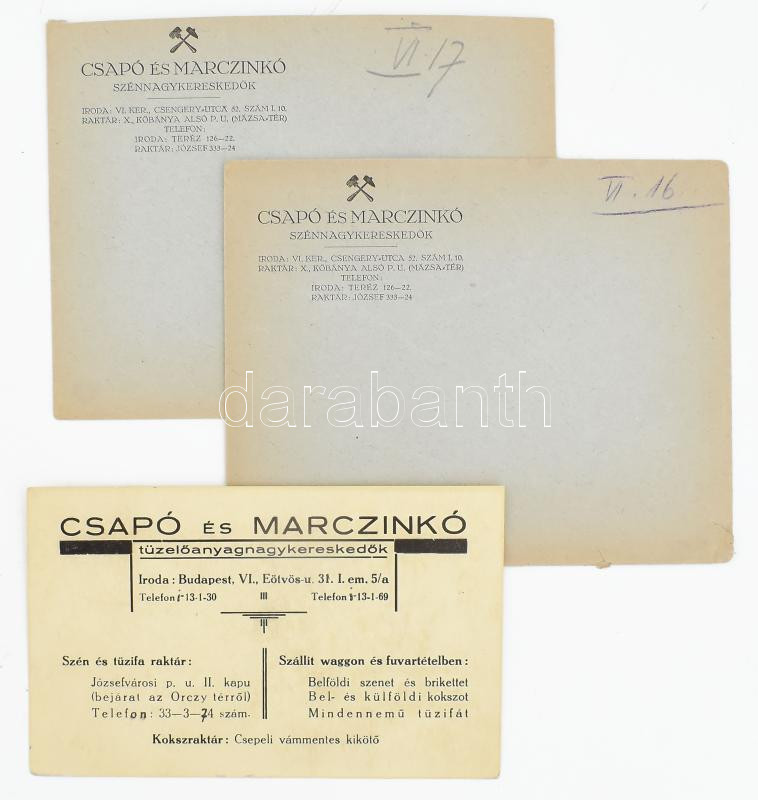 CSAPÓ ÉS MARCZINKÓ
SZÉNNAGYKERESKEDŐK
IRODA: VI. KER., CSENGERY-UTCA 52. SZÁM I. 10.
RAKTÁR: X., KŐBÁNYA ALSÓ P. U. (MÁZSA-TÉR)
TELEFON:
IRODA: TERÉZ 126—22.
RAKTÁR: JÓZSEF 333—24
VI. 17
CSAPÓ ÉS MARCZINKÓ
SZÉNNAGYKERESKEDŐK
IRODA: VI. KER., CSENGERY-UTCA 52. SZÁM I. 10.
RAKTÁR: X., KŐBÁNYA ALSÓ P. U. (MÁZSA-TÉR)
TELEFON:
IRODA: TERÉZ 126—22.
RAKTÁR: JÓZSEF 333—24
VI. 16
darabanth
CSAPÓ ÉS MARCZINKÓ
tüzelőanyagnagykereskedők
Iroda: Budapest, VI., Eötvös-u. 31. I. em. 5/a
Telefon: 13-1-30 Telefon: 13-1-69
Szén és tüzifa raktár:
Józsefvárosi p. u. II. kapu
(bejárat az Orczy térről)
Telefon: 33—3—74 szám.
Szállit waggon és fuvartételben:
Belföldi szenet és brikettet
Bel- és külföldi kokszot
Mindennemű tüzifát
Kokszraktár: Csepeli vámmentes kikötő